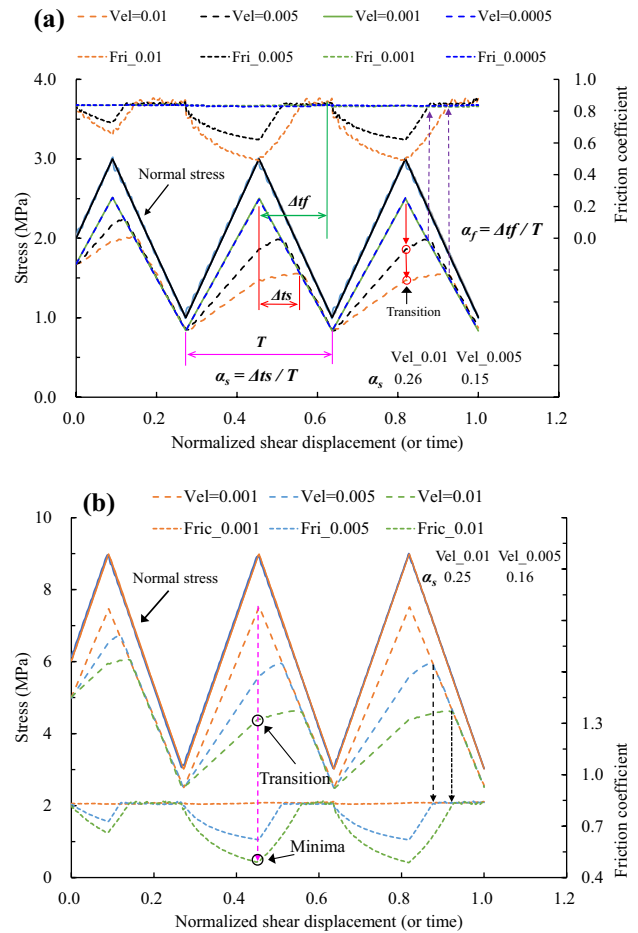 (a)
Vel=0.01 Vel=0.005 Vel=0.001 Vel=0.0005
Fri_0.01 Fri_0.005 Fri_0.001 Fri_0.0005
4.0
3.0
2.0
1.0
0.0
Stress (MPa)
1.0
0.8
0.6
0.4
0.2
0.0
Friction coefficient
Normal stress
Δtf
αf = Δtf / T
Δts
Transition
T
αs = Δts / T
Vel_0.01 Vel_0.005
αs 0.26 0.15
0.0 0.2 0.4 0.6 0.8 1.0 1.2
Normalized shear displacement (or time)
(b)
Vel=0.001 Vel=0.005 Vel=0.01
Fric_0.001 Fri_0.005 Fric_0.01
10
8
6
4
2
0
Stress (MPa)
Vel_0.01 Vel_0.005
αs 0.25 0.16
Normal stress
1.3
1.0
0.7
0.4
Friction coefficient
Transition
Minima
0.0 0.2 0.4 0.6 0.8 1.0 1.2
Normalized shear displacement (or time)